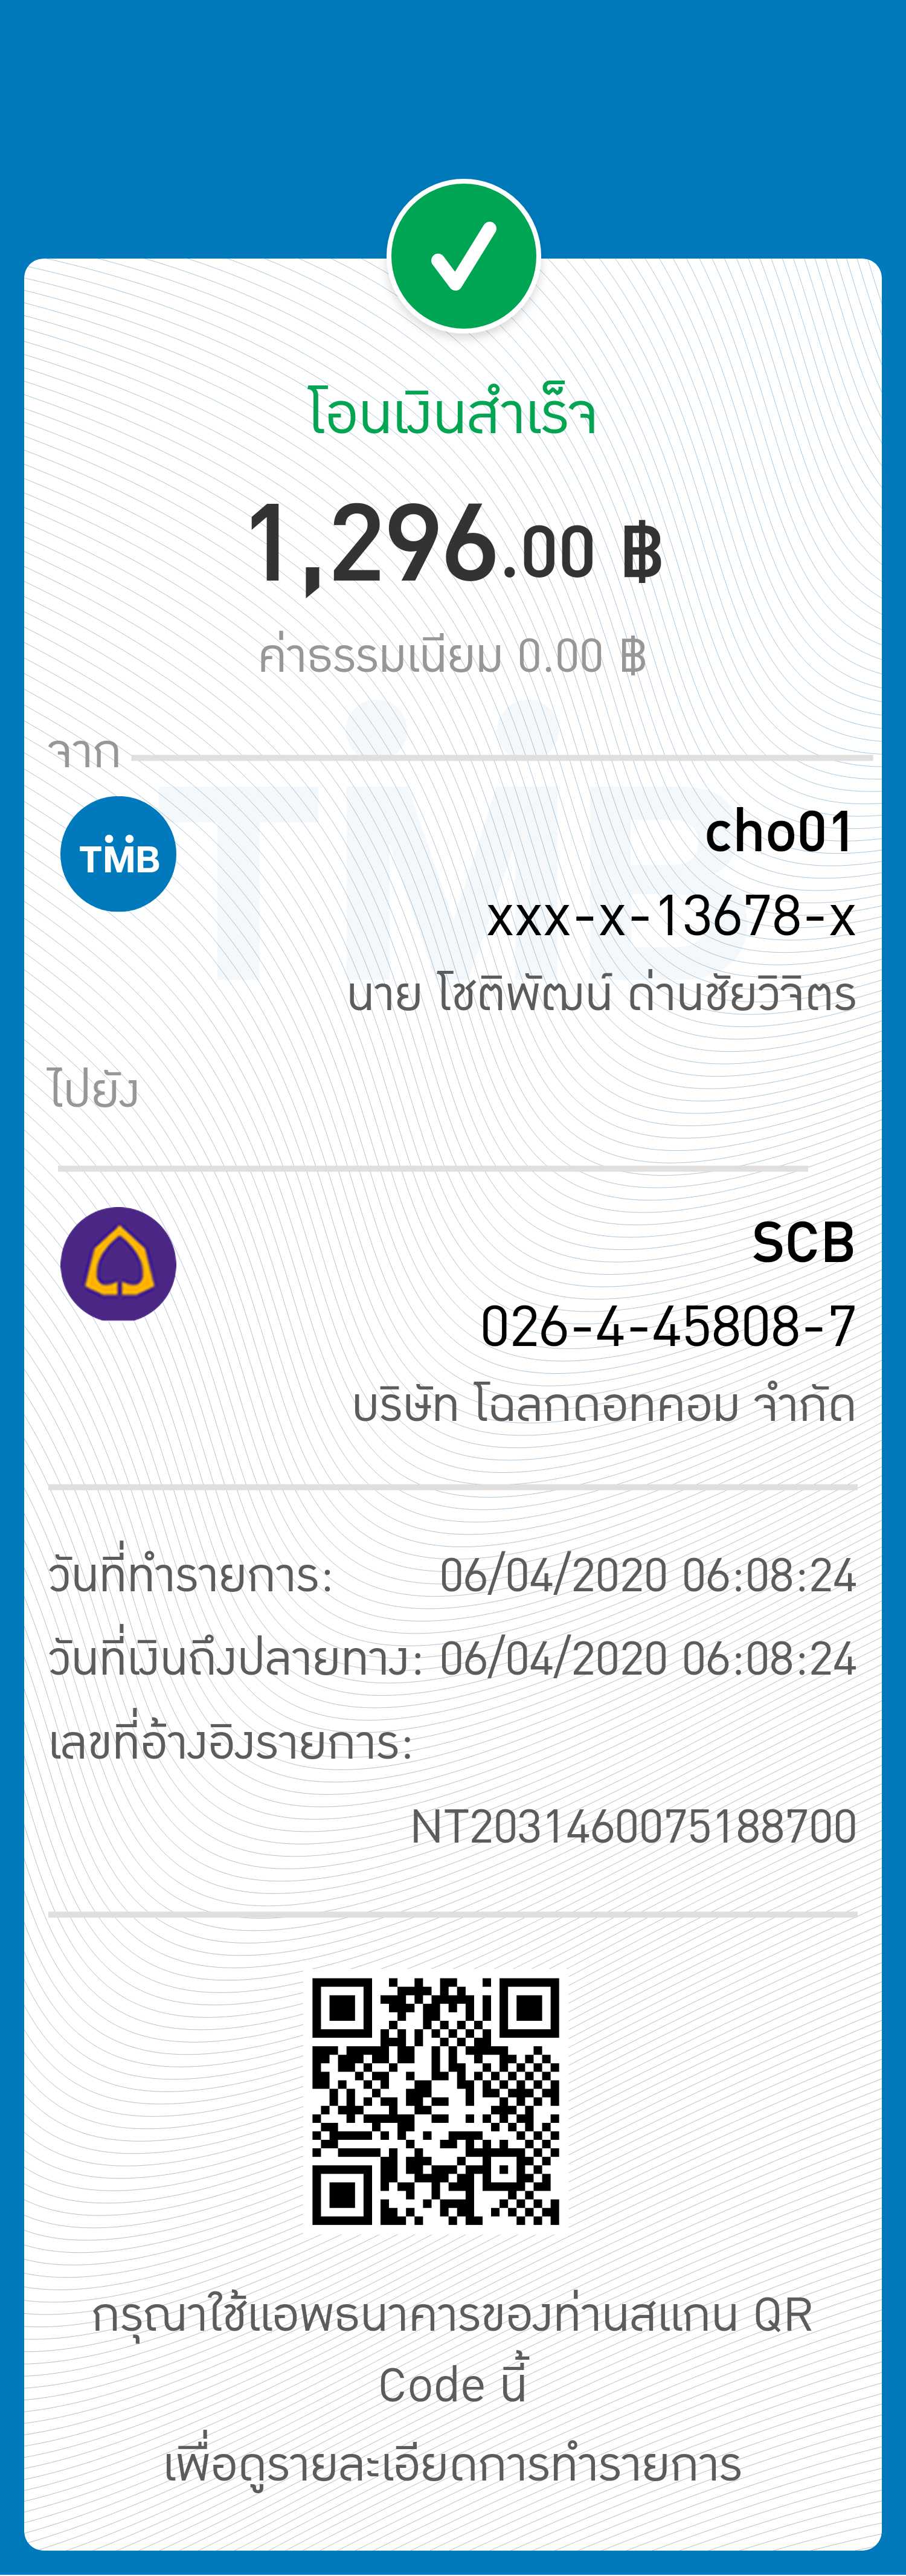 โอนเงินสำเร็จ
1,296.00 ฿
ค่าธรรมเนียม 0.00 ฿
จาก
TMB
cho01
xxx-x-13678-x
นาย โชติพัฒน์ ด่านชัยวิจิตร
ไปยัง
SCB
026-4-45808-7
บริษัท โฉลกดอทคอม จำกัด
วันที่ทำรายการ: 06/04/2020 06:08:24
วันที่เงินถึงปลายทาง: 06/04/2020 06:08:24
เลขที่อ้างอิงรายการ:
NT2031460075188700
กรุณาใช้แอพธนาคารของท่านสแกน QR
Code นี้
เพื่อดูรายละเอียดการทำรายการ